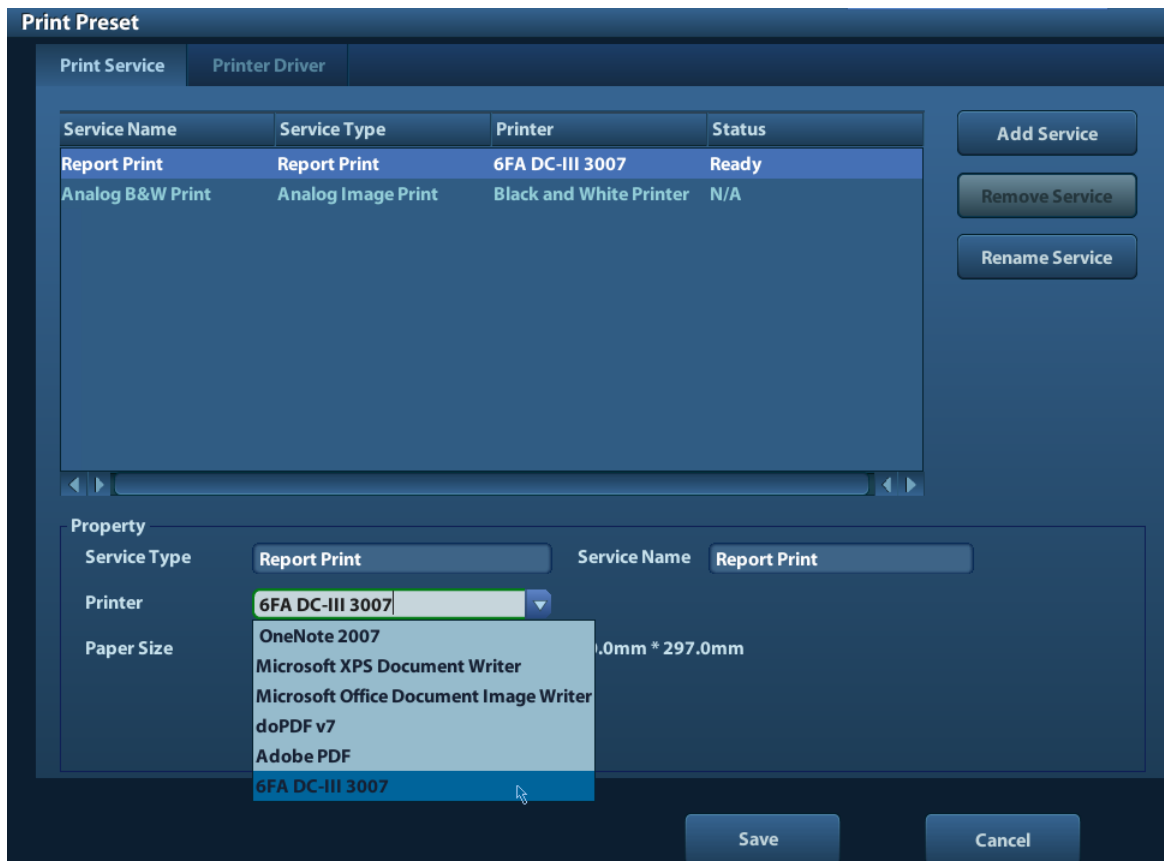 Print Preset
Print Service Printer Driver
Service Name Service Type Printer Status
Report Print Report Print 6FA DC-III 3007 Ready
Analog B&W Print Analog Image Print Black and White Printer N/A
Add Service
Remove Service
Rename Service
Property
Service Type Report Print Service Name Report Print
Printer 6FA DC-III 3007
Paper Size .0mm * 297.0mm
OneNote 2007
Microsoft XPS Document Writer
Microsoft Office Document Image Writer
doPDF v7
Adobe PDF
6FA DC-III 3007
Save Cancel